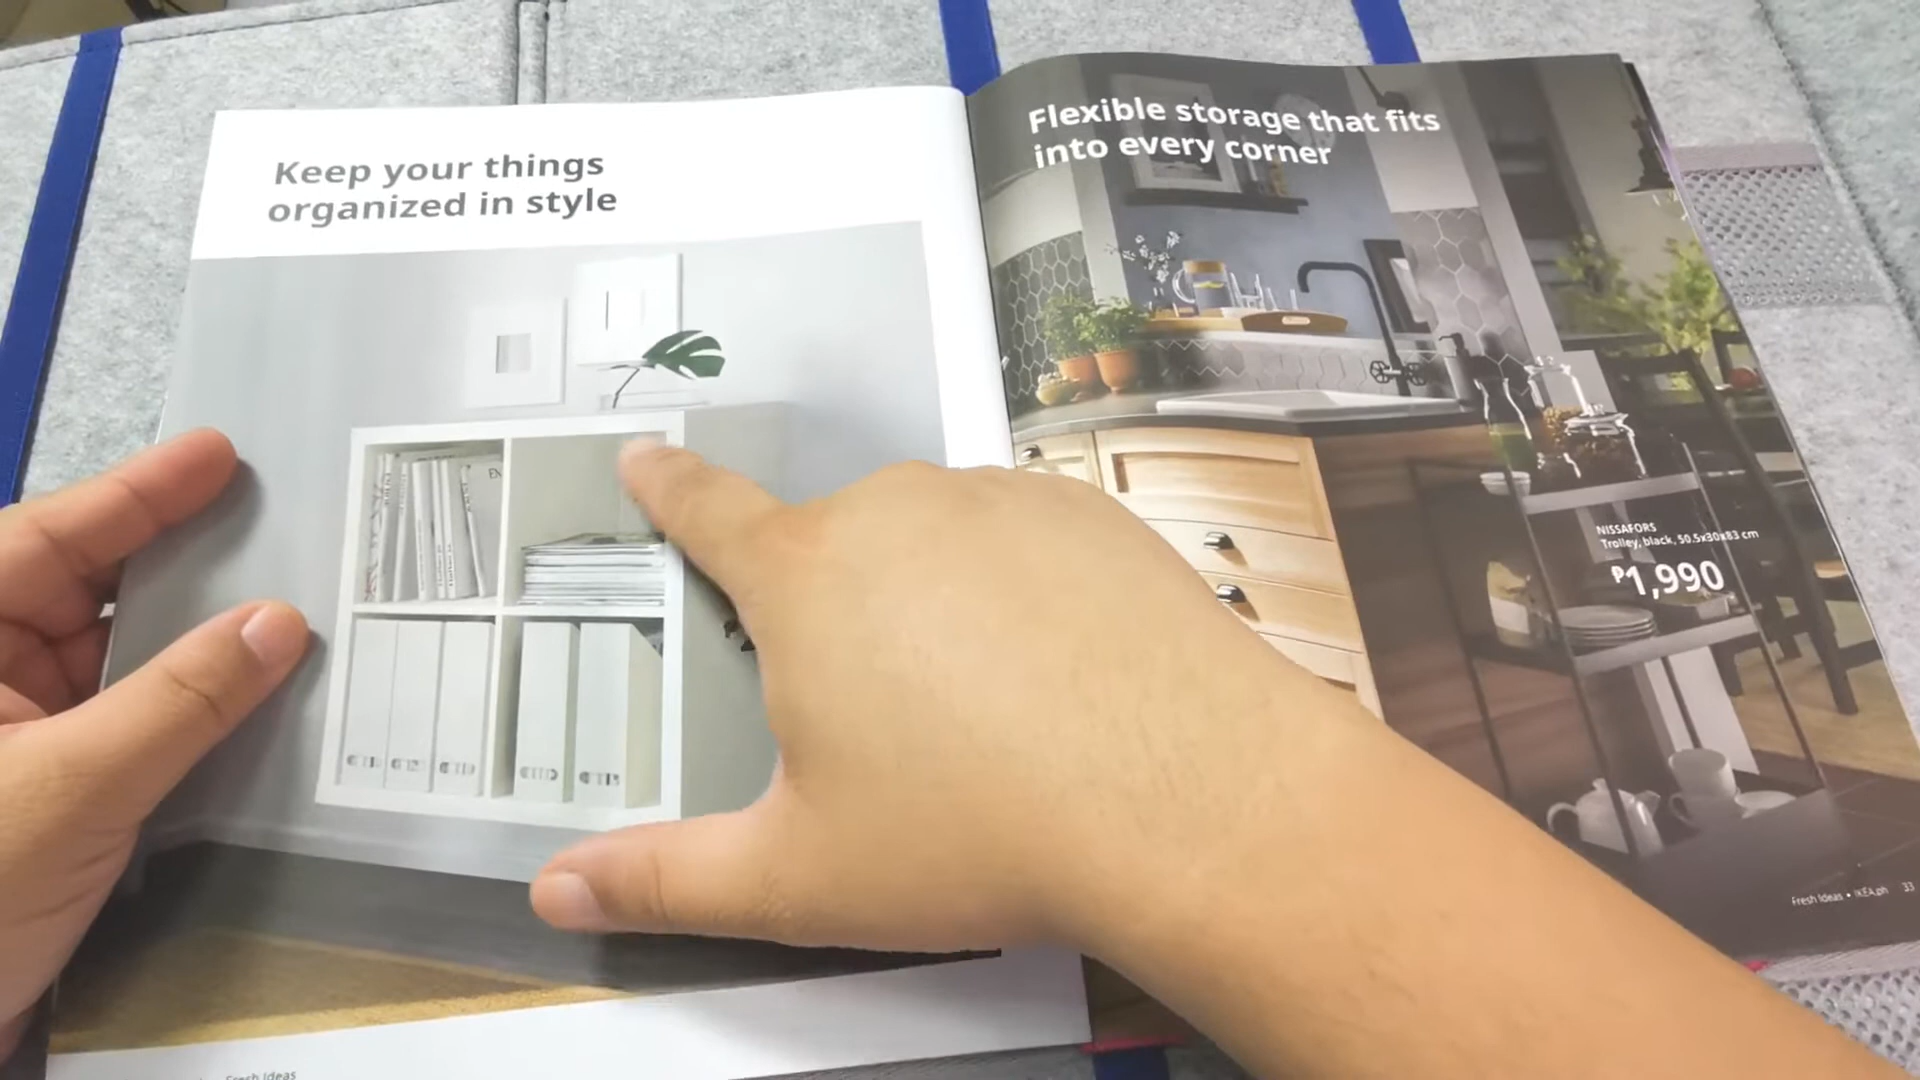 Keep your things
organized in style
Fresh Ideas
Flexible storage that fits
into every corner
NISSAFORS
Trolley, black, 50.5x30x83 cm
₱1,990
Fresh Ideas • IKEA.ph 33